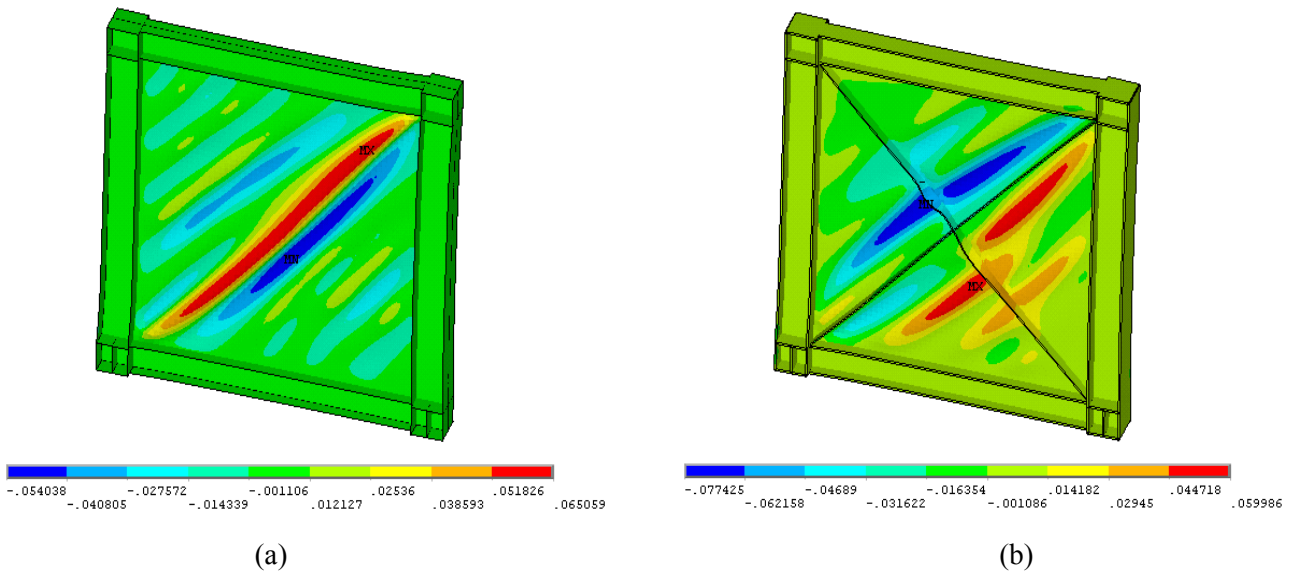 MX
MN
MN
MX
-.054038 -.027572 -.001106 .02536 .051826
-.040805 -.014339 .012127 .038593 .065059
-.077425 -.04689 -.016354 .014182 .044718
-.062158 -.031622 -.001086 .02945 .059986
(a)
(b)